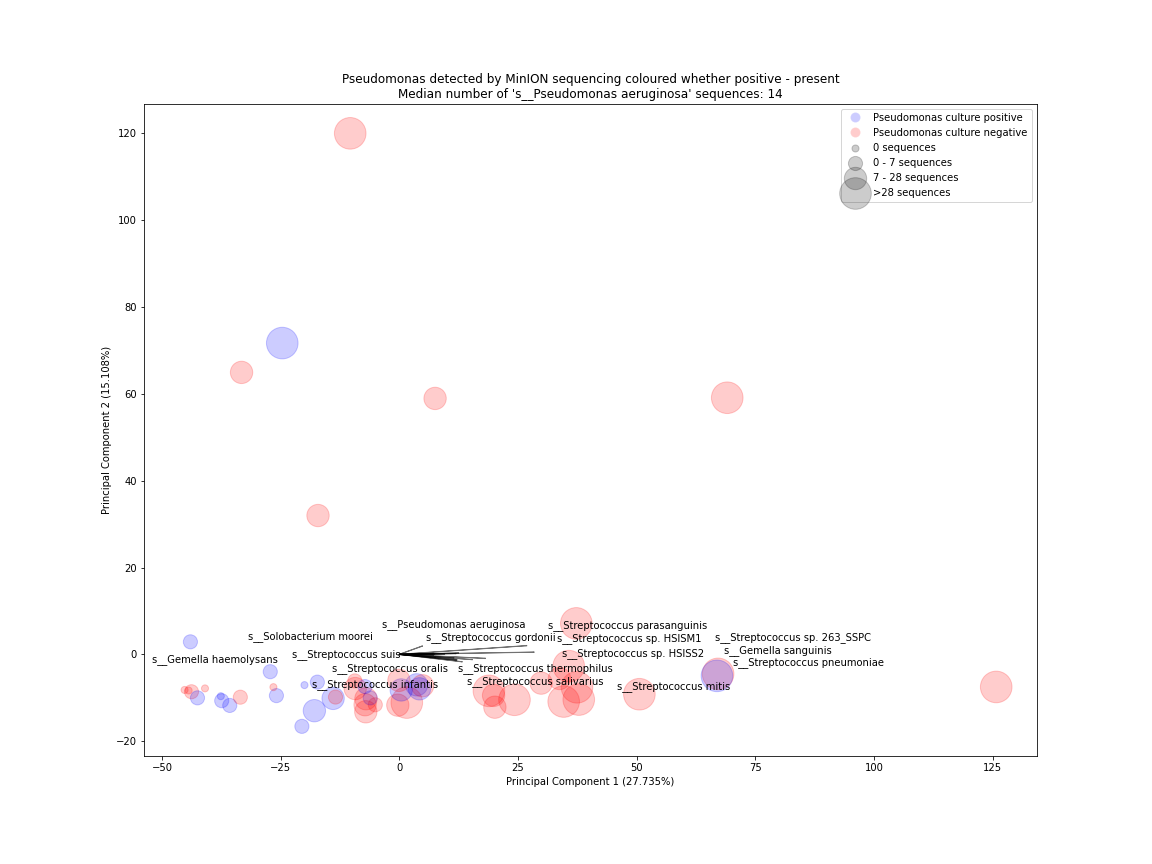 Pseudomonas detected by MinION sequencing coloured whether positive - present
Median number of 's__Pseudomonas aeruginosa' sequences: 14
Pseudomonas culture positive
Pseudomonas culture negative
0 sequences
0 - 7 sequences
7 - 28 sequences
>28 sequences
120
100
80
60
40
20
0
−20
Principal Component 2 (15.108%)
s__Pseudomonas aeruginosa
s__Streptococcus parasanguinis
s__Solobacterium moorei
s__Streptococcus gordonii
s__Streptococcus sp. HSISM1
s__Streptococcus sp. 263_SSPC
s__Gemella haemolysans
s__Streptococcus suis
s__Streptococcus sp. HSISS2
s__Gemella sanguinis
s__Streptococcus oralis
s__Streptococcus thermophilus
s__Streptococcus pneumoniae
s__Streptococcus infantis
s__Streptococcus salivarius
s__Streptococcus mitis
−50
−25
0
25
50
75
100
125
Principal Component 1 (27.735%)